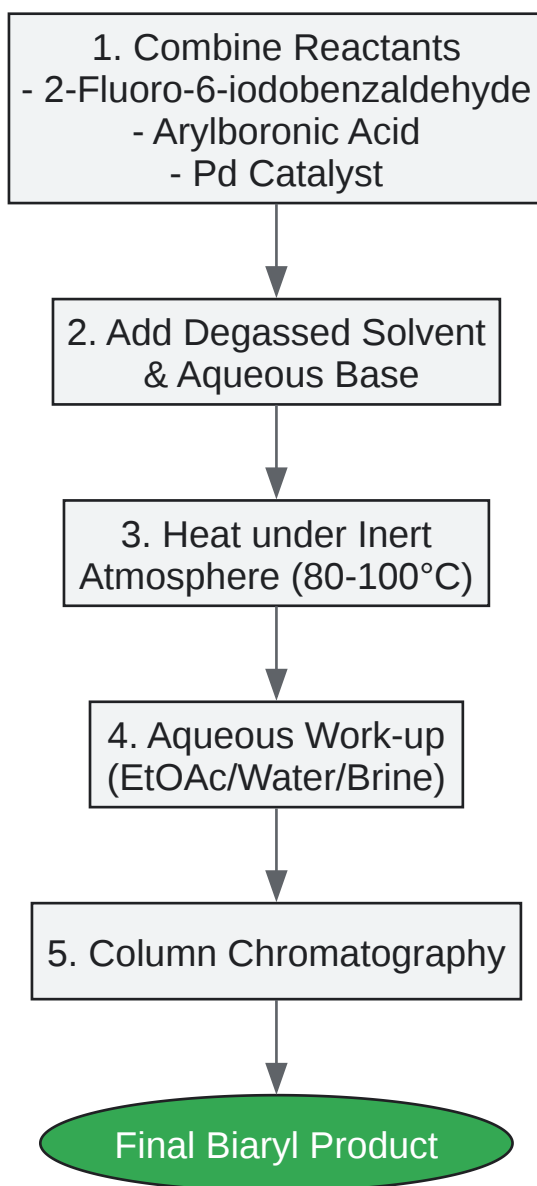 1. Combine Reactants
- 2-Fluoro-6-iodobenzaldehyde
- Arylboronic Acid
- Pd Catalyst
2. Add Degassed Solvent
& Aqueous Base
3. Heat under Inert
Atmosphere (80-100°C)
4. Aqueous Work-up
(EtOAc/Water/Brine)
5. Column Chromatography
Final Biaryl Product